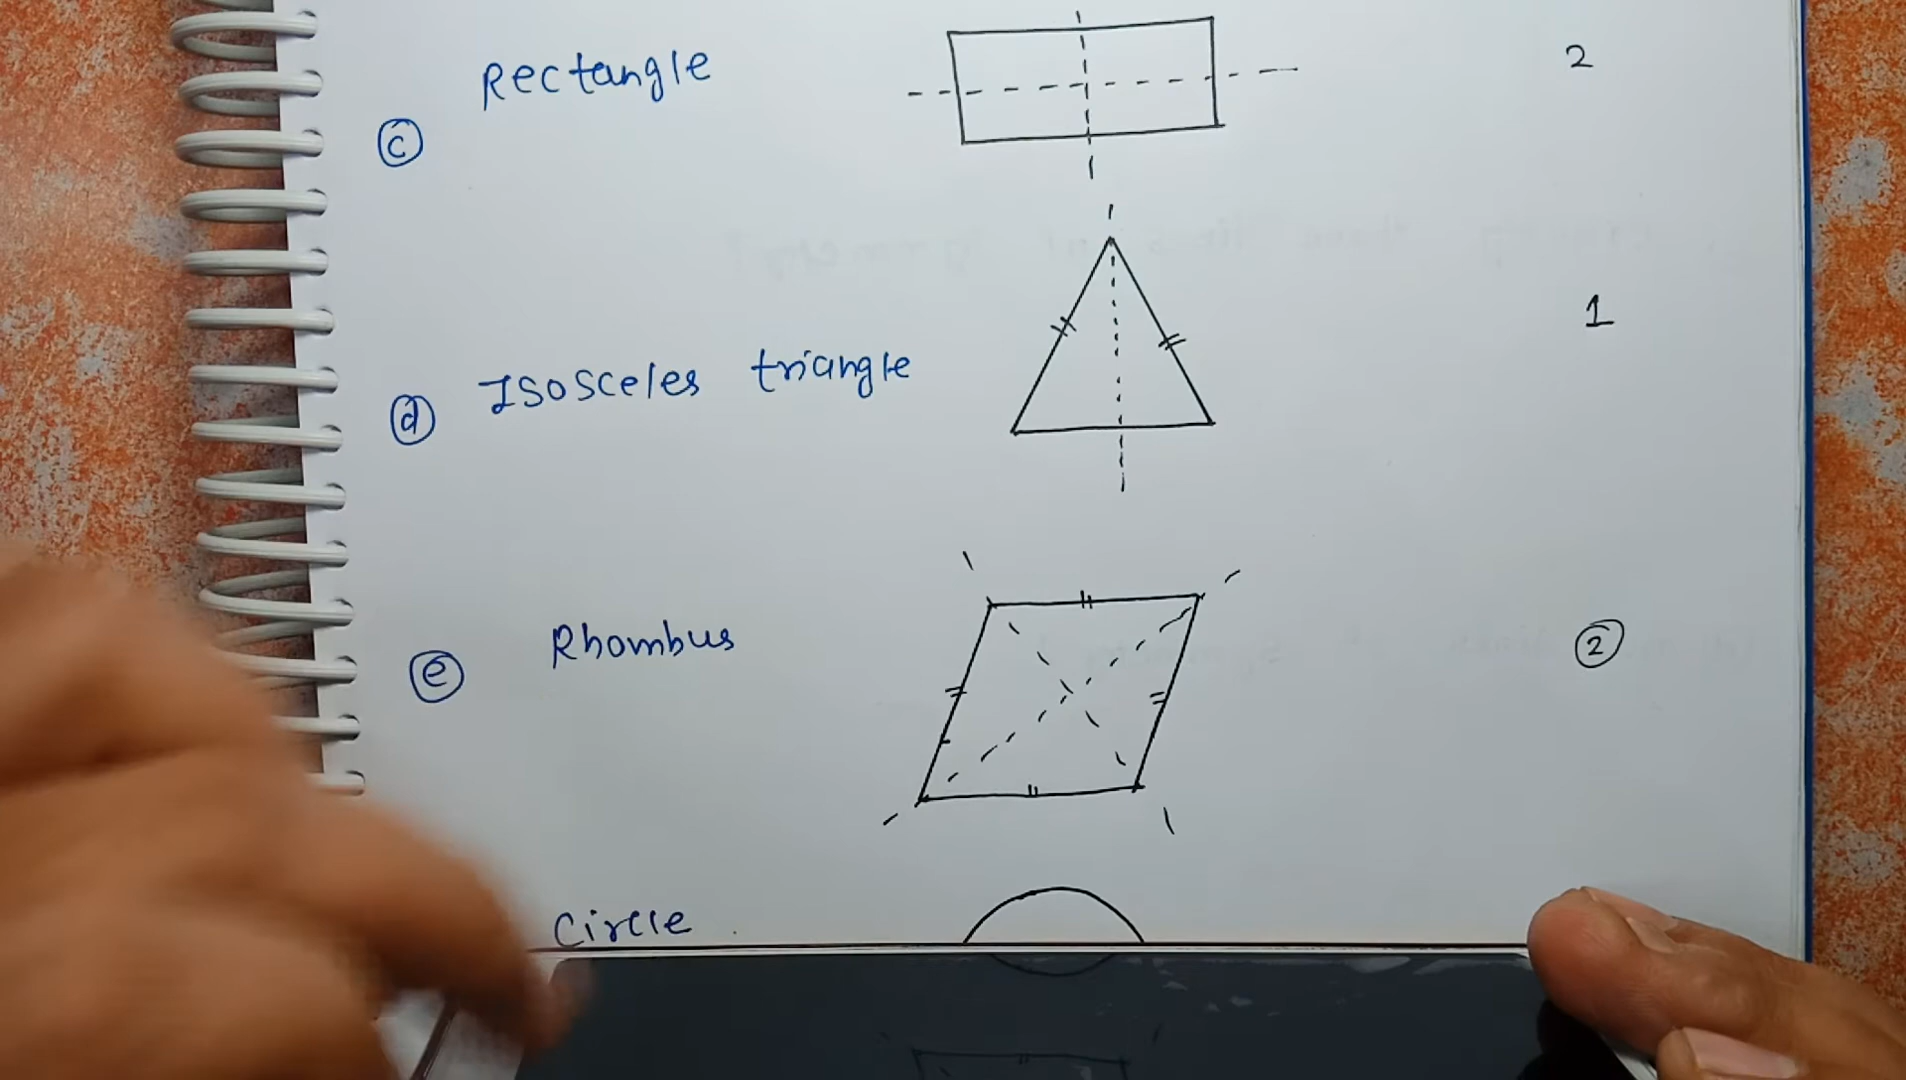 Rectangle 2
c
1
Isosceles triangle
d
Rhombus 2
e
Circle